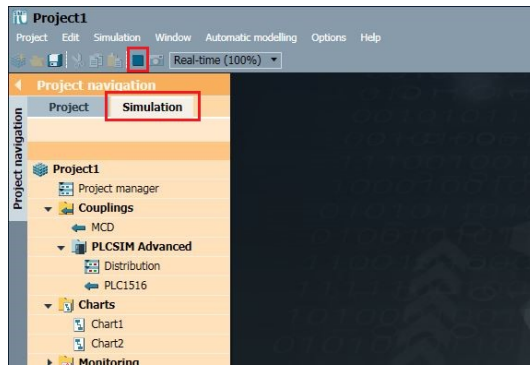 Project1
Project Edit Simulation Window Automatic modelling Options Help
Real-time (100%)
Project navigation
Project Simulation
Project navigation
Project1
Project manager
Couplings
MCD
PLCSIM Advanced
Distribution
PLC1516
Charts
Chart1
Chart2
Monitoring